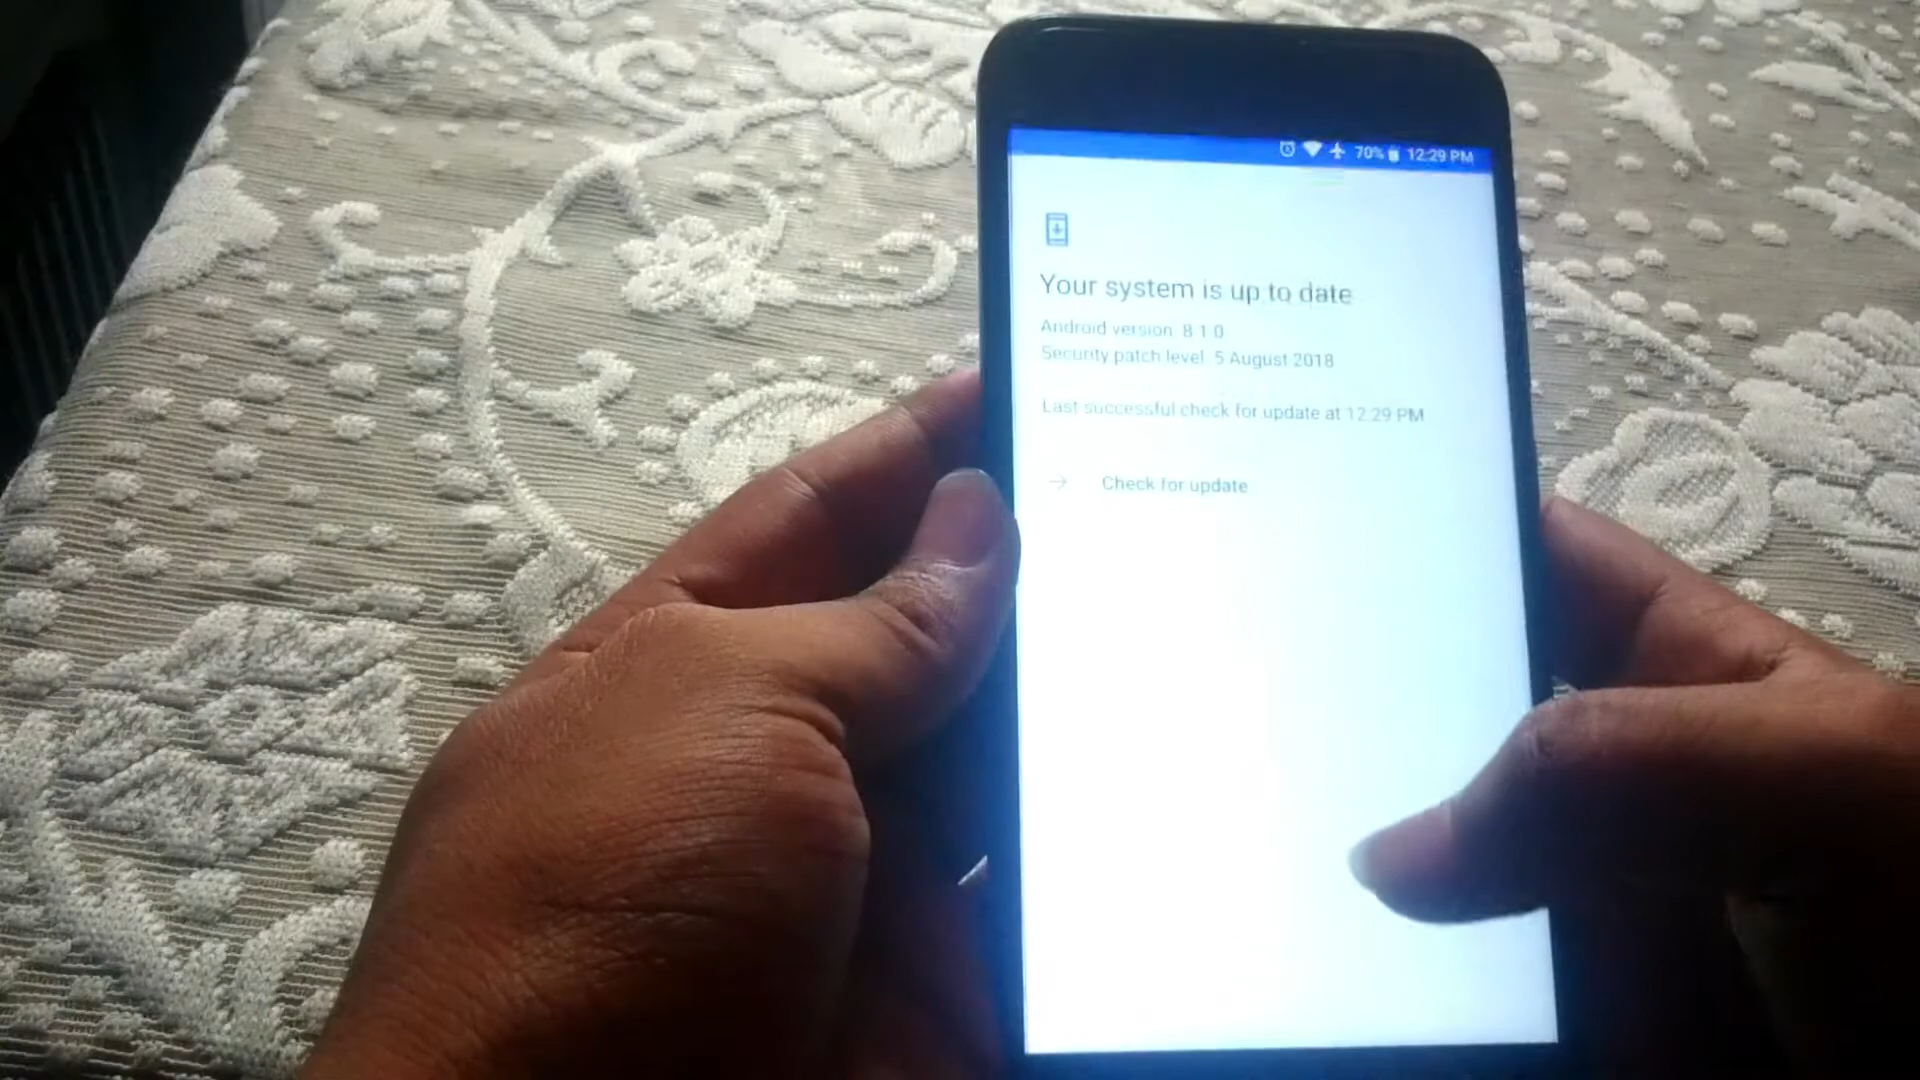 70% 12:29 PM
Your system is up to date
Android version 8.1.0
Security patch level 5 August 2018
Last successful check for update at 12:29 PM
Check for update